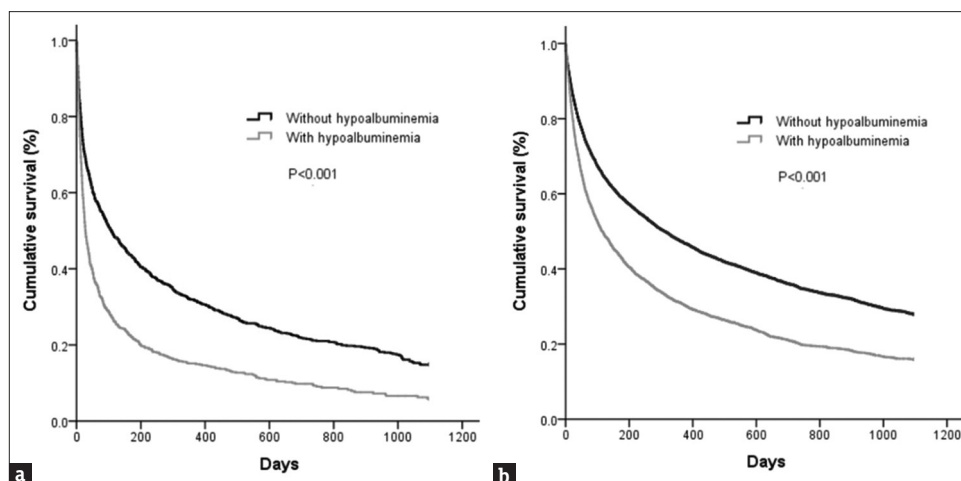 1.0
0.8
0.6
0.4
0.2
0.0
Cumulative survival (%)
Without hypoalbuminemia
With hypoalbuminemia
P<0.001
0 200 400 600 800 1000 1200
Days
a
1.0
0.8
0.6
0.4
0.2
0.0
Cumulative survival (%)
Without hypoalbuminemia
With hypoalbuminemia
P<0.001
0 200 400 600 800 1000 1200
Days
b